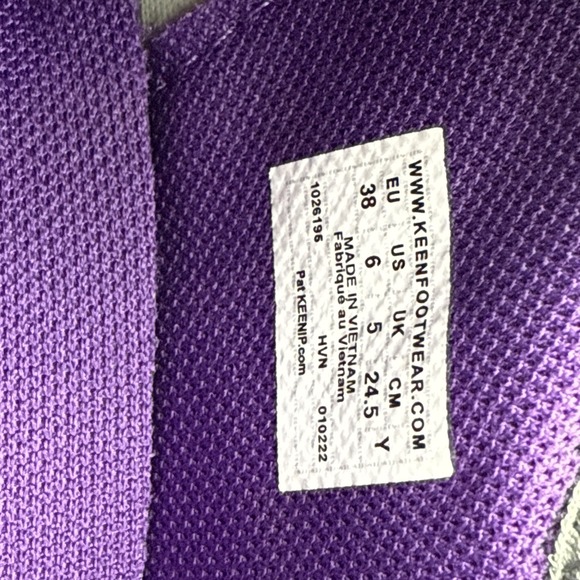 WWW.KEENFOOTWEAR.COM
EU US UK CM
38 6 5 24.5 Y
MADE IN VIETNAM
Fabriqué au Vietnam
1026195 HVN 010222
Pat KEENIP.com